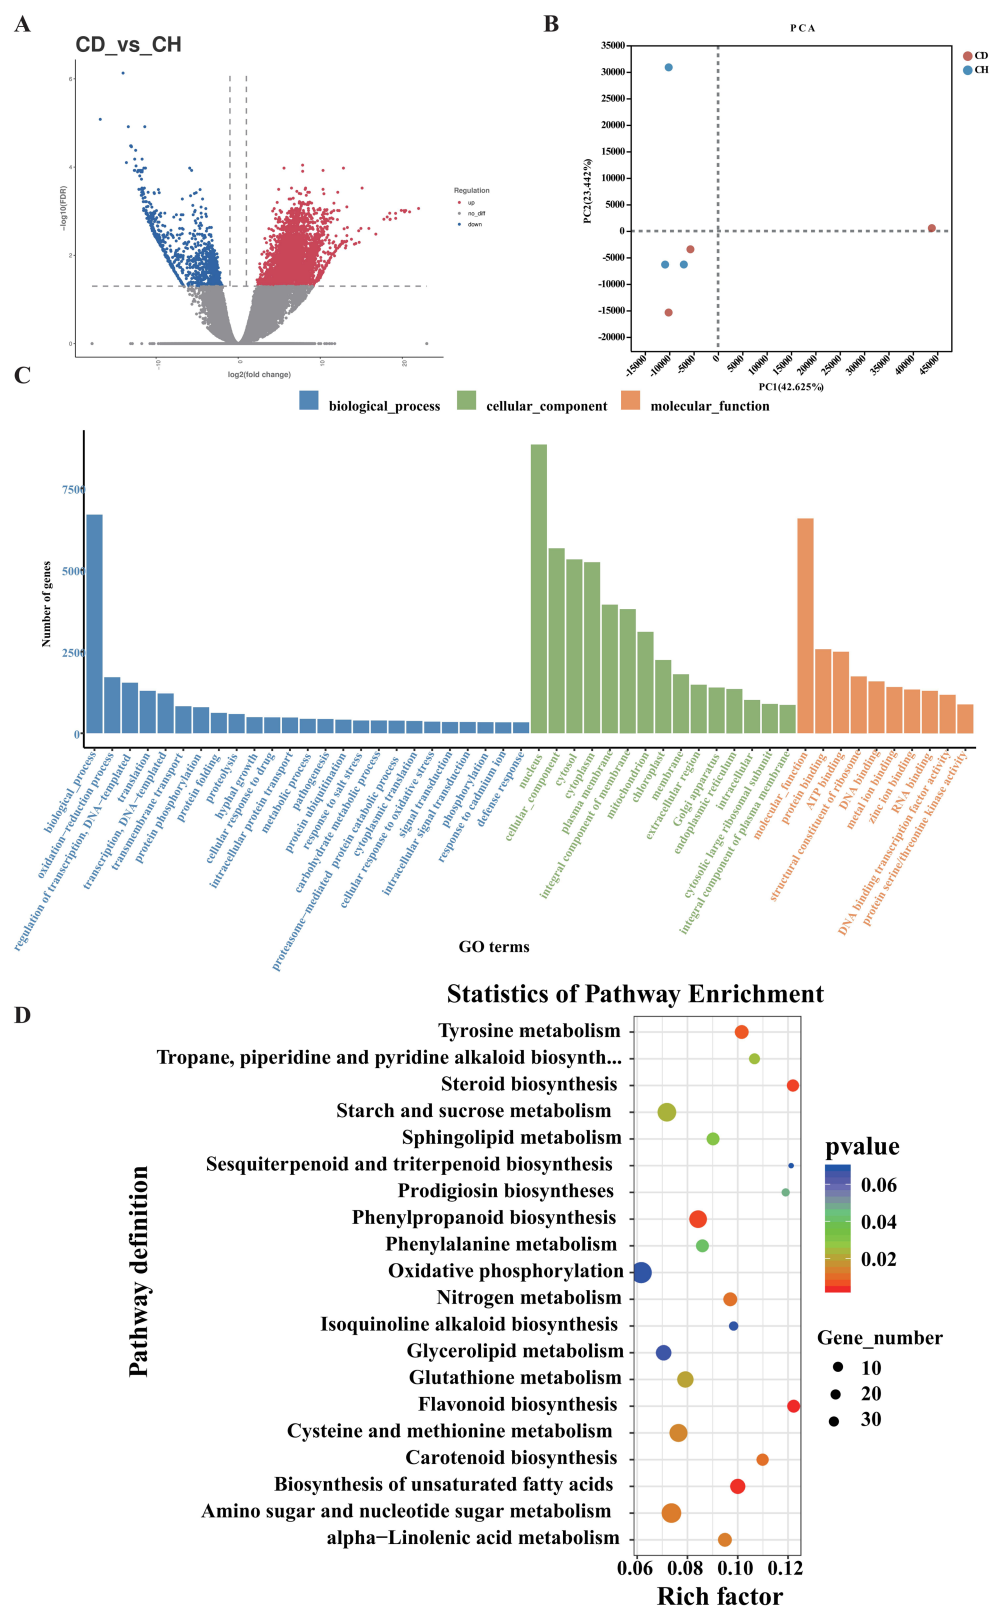 A
CD_vs_CH
6
4
2
0
−log10(FDR)
-10
0
10
20
log2(fold change)
Regulation
up
no_diff
down
B
PCA
35000
30000
25000
20000
15000
10000
5000
0
-5000
-10000
-15000
-20000
PC2(23.442%)
-15000
-10000
-5000
0
5000
10000
15000
20000
25000
30000
35000
40000
45000
PC1(42.625%)
CD
CH
C
biological_process
cellular_component
molecular_function
7500
5000
2500
0
Number of genes
biological_process
oxidation−reduction process
regulation of transcription, DNA−templated
translation
transcription, DNA−templated
transmembrane transport
protein phosphorylation
protein folding
proteolysis
hyphal growth
cellular response to drug
intracellular protein transport
metabolic process
pathogenesis
protein ubiquitination
response to salt stress
carbohydrate metabolic process
proteasome−mediated protein catabolic process
cytoplasmic translation
cellular response to oxidative stress
signal transduction
intracellular signal transduction
phosphorylation
response to cadmium ion
defense response
nucleus
cellular_component
cytosol
cytoplasm
plasma membrane
integral component of membrane
mitochondrion
chloroplast
membrane
extracellular region
Golgi apparatus
endoplasmic reticulum
intracellular
cytosolic large ribosomal subunit
integral component of plasma membrane
molecular_function
protein binding
ATP binding
structural constituent of ribosome
DNA binding
metal ion binding
zinc ion binding
RNA binding
DNA binding transcription factor activity
protein serine/threonine kinase activity
GO terms
D
Statistics of Pathway Enrichment
Pathway definition
Tyrosine metabolism
Tropane, piperidine and pyridine alkaloid biosynth...
Steroid biosynthesis
Starch and sucrose metabolism
Sphingolipid metabolism
Sesquiterpenoid and triterpenoid biosynthesis
Prodigiosin biosyntheses
Phenylpropanoid biosynthesis
Phenylalanine metabolism
Oxidative phosphorylation
Nitrogen metabolism
Isoquinoline alkaloid biosynthesis
Glycerolipid metabolism
Glutathione metabolism
Flavonoid biosynthesis
Cysteine and methionine metabolism
Carotenoid biosynthesis
Biosynthesis of unsaturated fatty acids
Amino sugar and nucleotide sugar metabolism
alpha−Linolenic acid metabolism
0.06
0.08
0.10
0.12
Rich factor
pvalue
0.06
0.04
0.02
Gene_number
10
20
30